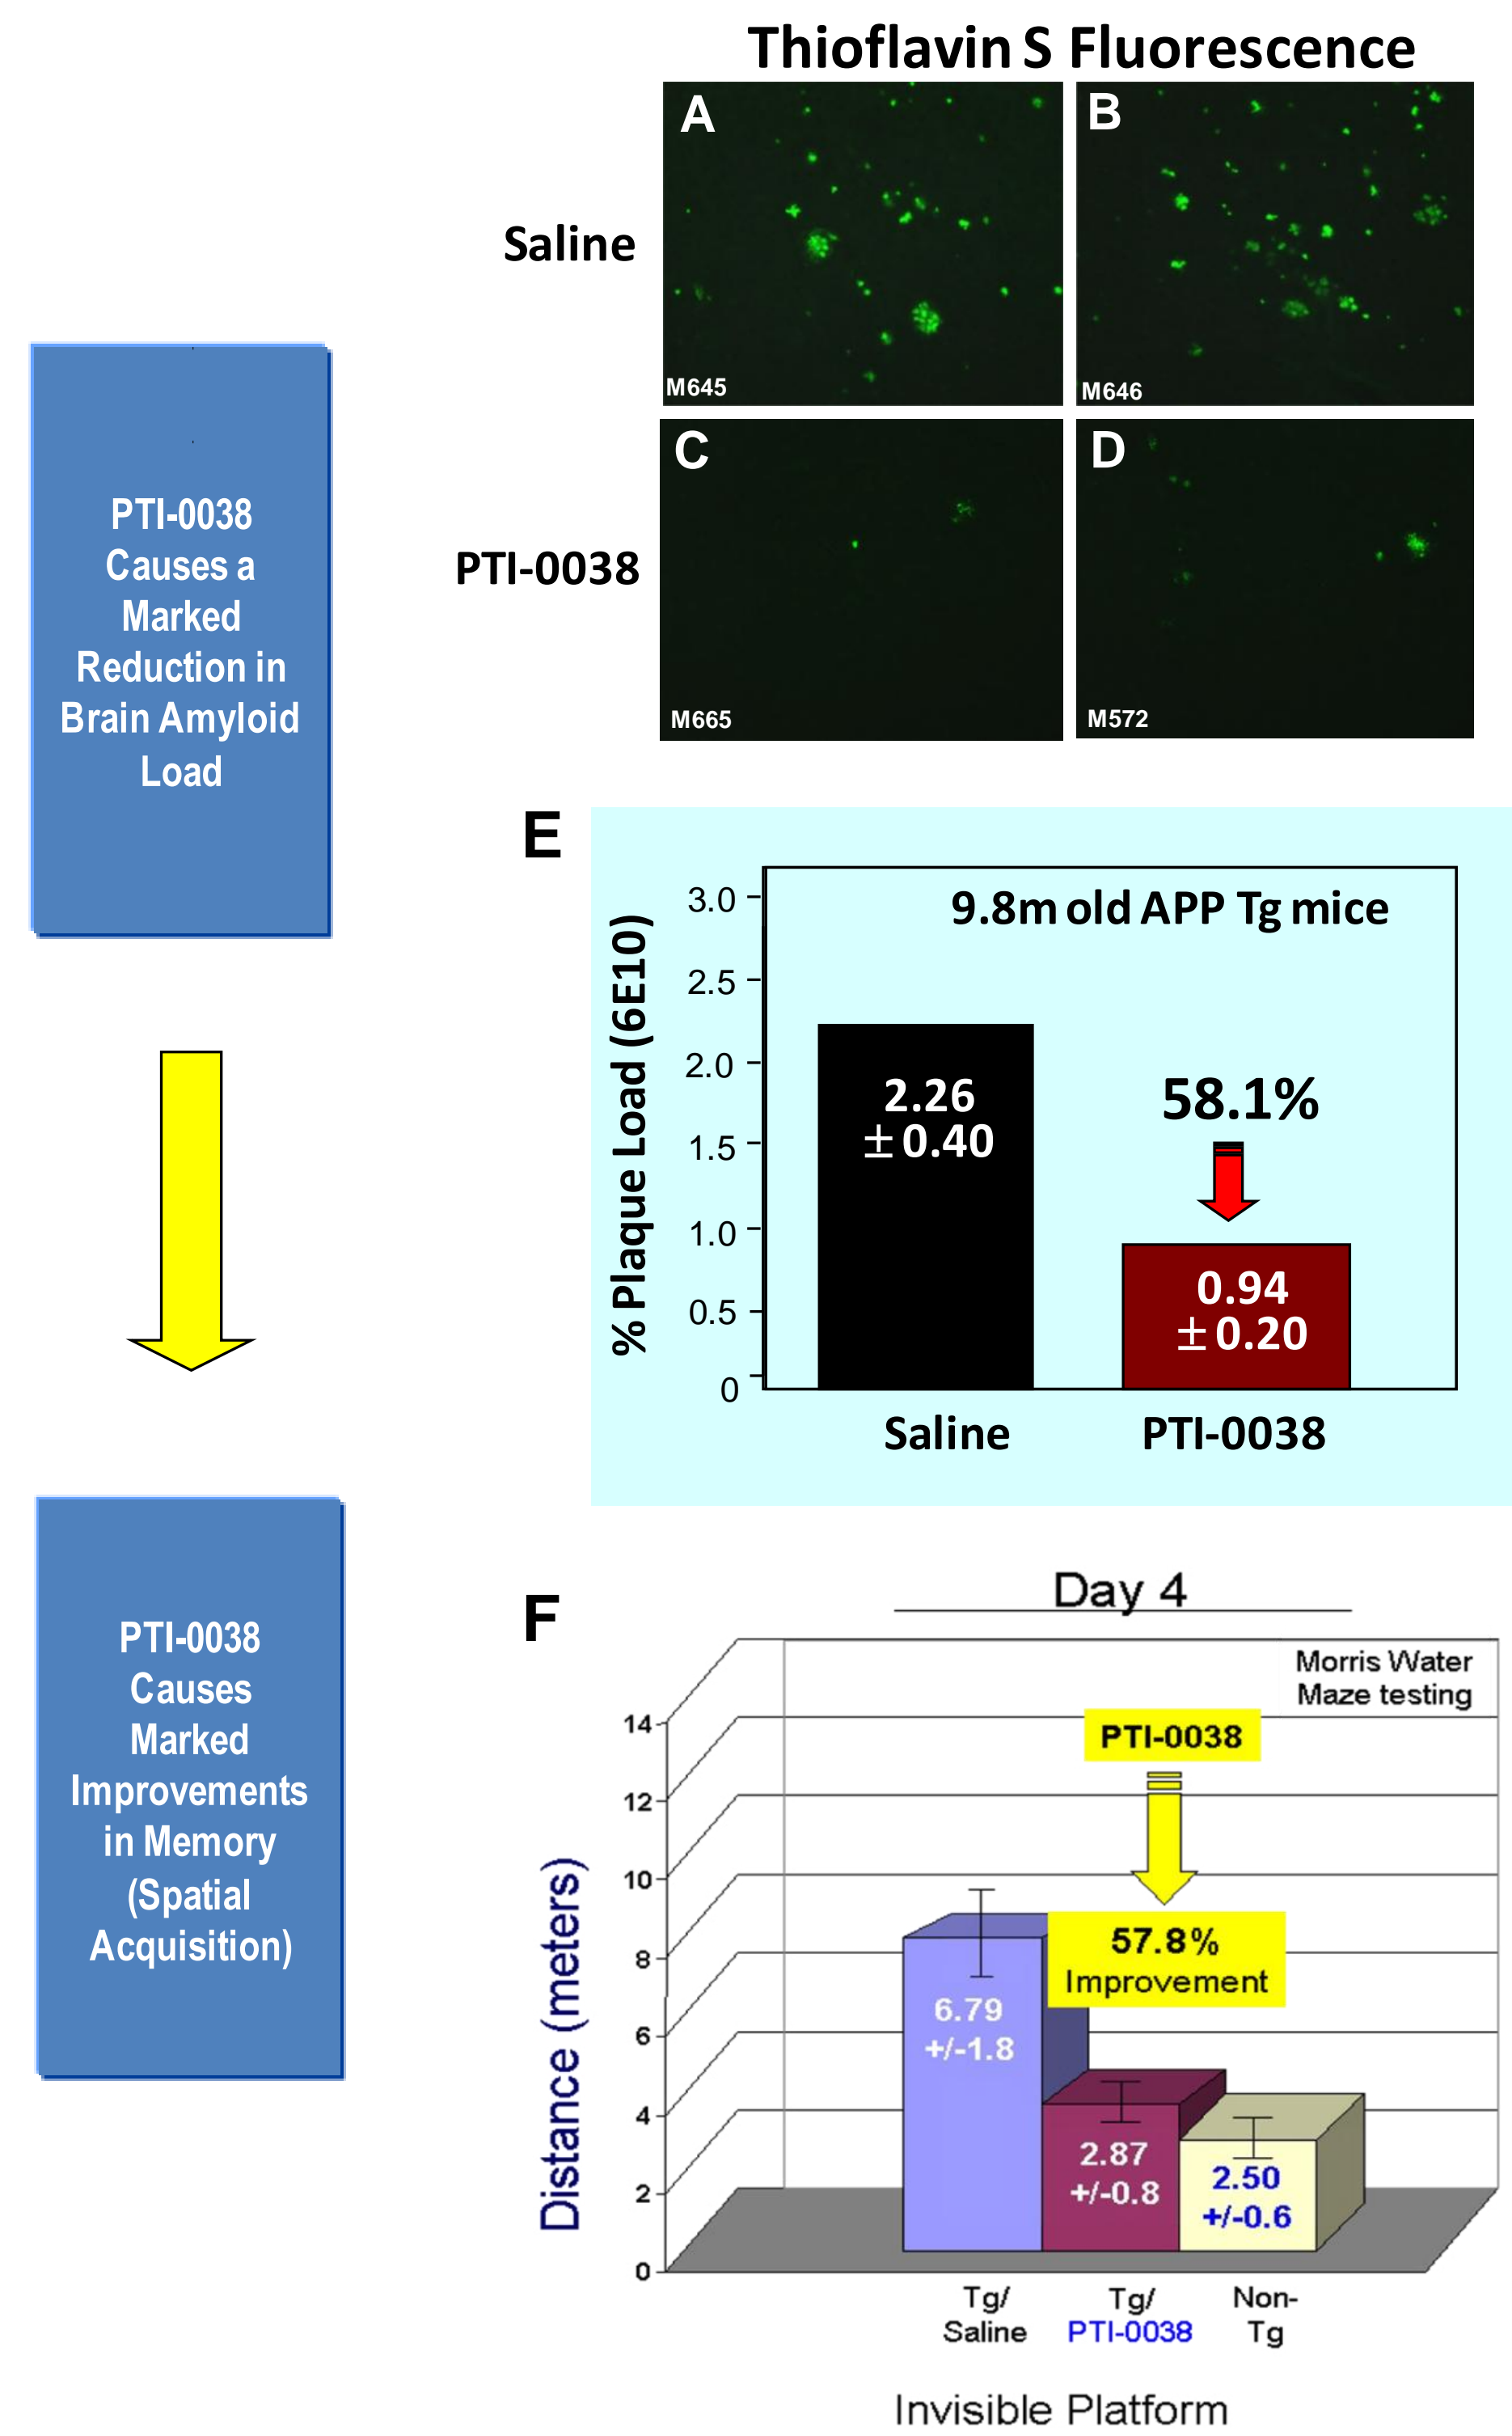 Thioflavin S Fluorescence
A
B
Saline
M645
M646
C
D
PTI-0038
M665
M572
PTI-0038
Causes a
Marked
Reduction in
Brain Amyloid
Load
E
% Plaque Load (6E10)
9.8m old APP Tg mice
3.0
2.5
2.0
1.5
1.0
0.5
0
2.26
±0.40
58.1%
0.94
±0.20
Saline
PTI-0038
PTI-0038
Causes
Marked
Improvements
in Memory
(Spatial
Acquisition)
F
Day 4
Morris Water
Maze testing
PTI-0038
57.8%
Improvement
Distance (meters)
14
12
10
8
6
4
2
0
6.79
+/-1.8
2.87
+/-0.8
2.50
+/-0.6
Tg/
Saline
Tg/
PTI-0038
Non-
Tg
Invisible Platform